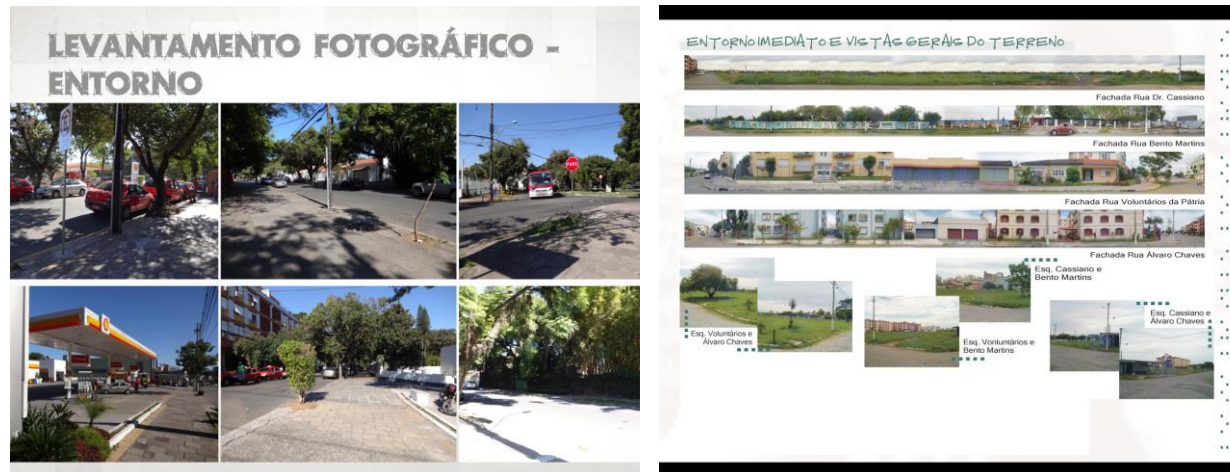 LEVANTAMENTO FOTOGRÁFICO -
ENTORNO
ENTORNO IMEDIATO E VISTAS GERAIS DO TERRENO
Fachada Rua Dr. Cassiano
Fachada Rua Bento Martins
Fachada Rua Voluntários da Pátria
Fachada Rua Álvaro Chaves
Esq. Cassiano e
Bento Martins
Esq. Cassiano e
Álvaro Chaves
Esq. Voluntários e
Álvaro Chaves
Esq. Vonluntários e
Bento Martins
PARE